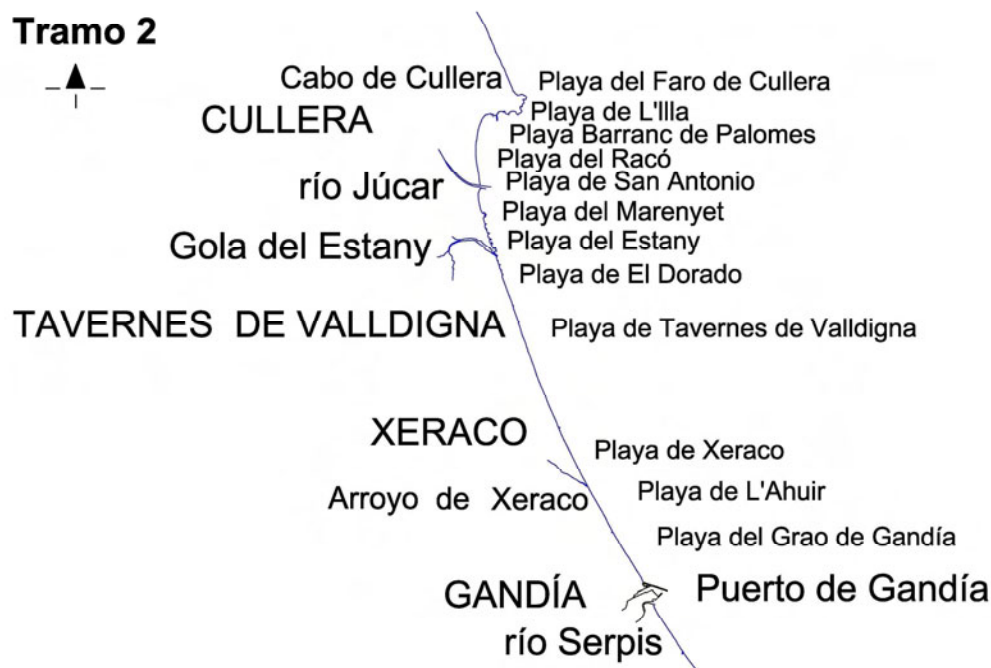 Tramo 2
Cabo de Cullera
Playa del Faro de Cullera
CULLERA
Playa de L'Illa
Playa Barranc de Palomes
Playa del Racó
río Júcar
Playa de San Antonio
Playa del Marenyet
Gola del Estany
Playa del Estany
Playa de El Dorado
TAVERNES DE VALLDIGNA
Playa de Tavernes de Valldigna
XERACO
Playa de Xeraco
Arroyo de Xeraco
Playa de L'Ahuir
Playa del Grao de Gandía
GANDÍA
Puerto de Gandía
río Serpis